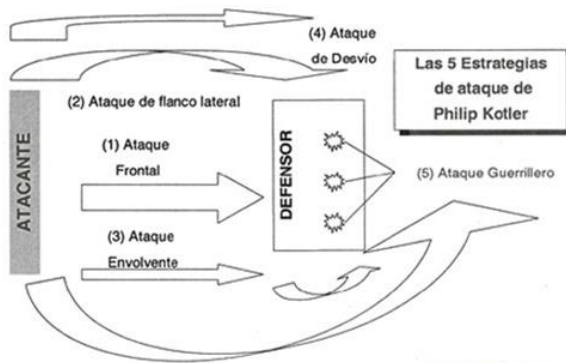 (4) Ataque
de Desvío
Las 5 Estrategias
de ataque de
Philip Kotler
(2) Ataque de flanco lateral
ATACANTE
(1) Ataque
Frontal
DEFENSOR
(5) Ataque Guerrillero
(3) Ataque
Envolvente